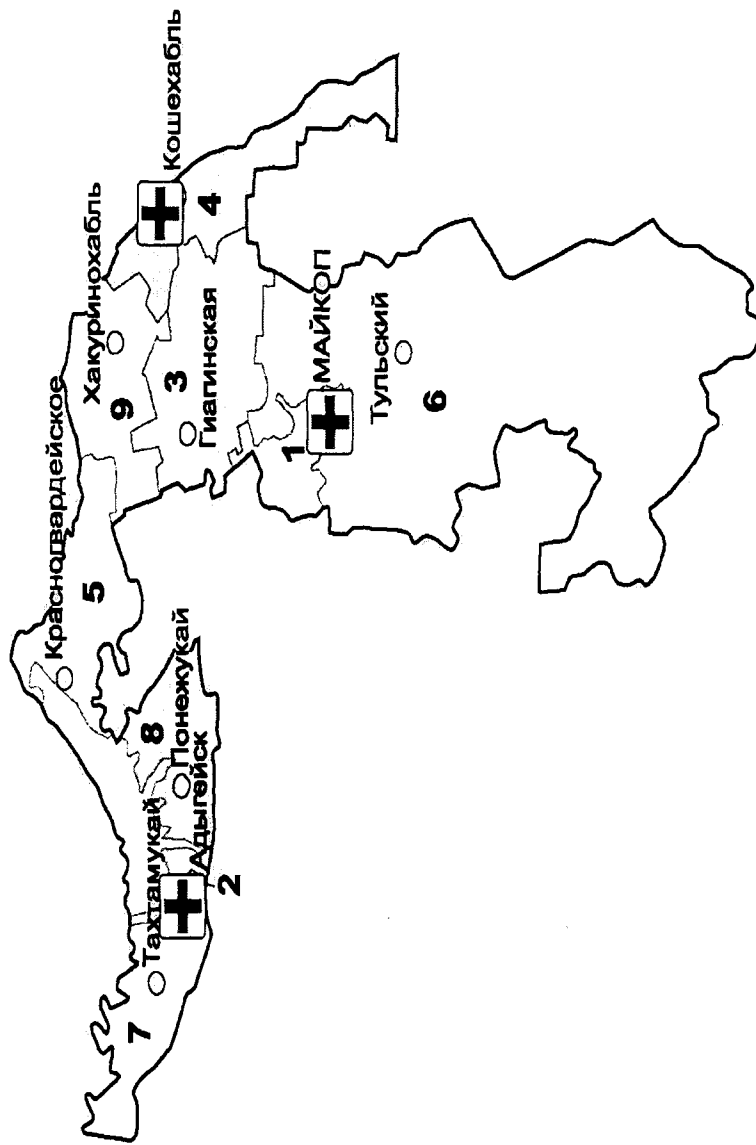 Кошехабль
4
Хакуринохабль
9
3
Гиагинская
МАЙКОП
1
Тульский
6
Красногвардейское
5
8
Понежукай
Адыгейск
2
Тахтамукай
7